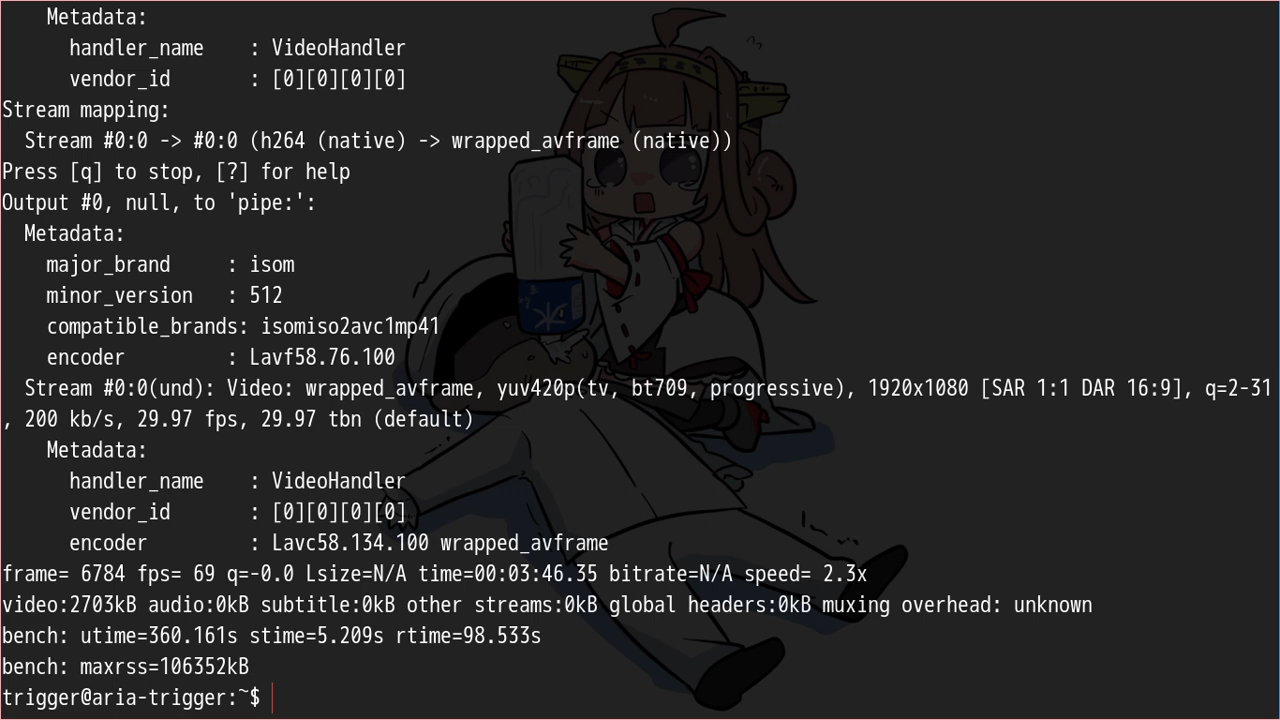 Metadata:
      handler_name    : VideoHandler
      vendor_id       : [0][0][0][0]
Stream mapping:
  Stream #0:0 -> #0:0 (h264 (native) -> wrapped_avframe (native))
Press [q] to stop, [?] for help
Output #0, null, to 'pipe:':
  Metadata:
    major_brand     : isom
    minor_version   : 512
    compatible_brands: isomiso2avc1mp41
    encoder         : Lavf58.76.100
  Stream #0:0(und): Video: wrapped_avframe, yuv420p(tv, bt709, progressive), 1920x1080 [SAR 1:1 DAR 16:9], q=2-31
, 200 kb/s, 29.97 fps, 29.97 tbn (default)
    Metadata:
      handler_name    : VideoHandler
      vendor_id       : [0][0][0][0]
      encoder         : Lavc58.134.100 wrapped_avframe
frame= 6784 fps= 69 q=-0.0 Lsize=N/A time=00:03:46.35 bitrate=N/A speed= 2.3x
video:2703kB audio:0kB subtitle:0kB other streams:0kB global headers:0kB muxing overhead: unknown
bench: utime=360.161s stime=5.209s rtime=98.533s
bench: maxrss=106352kB
trigger@aria-trigger:~$